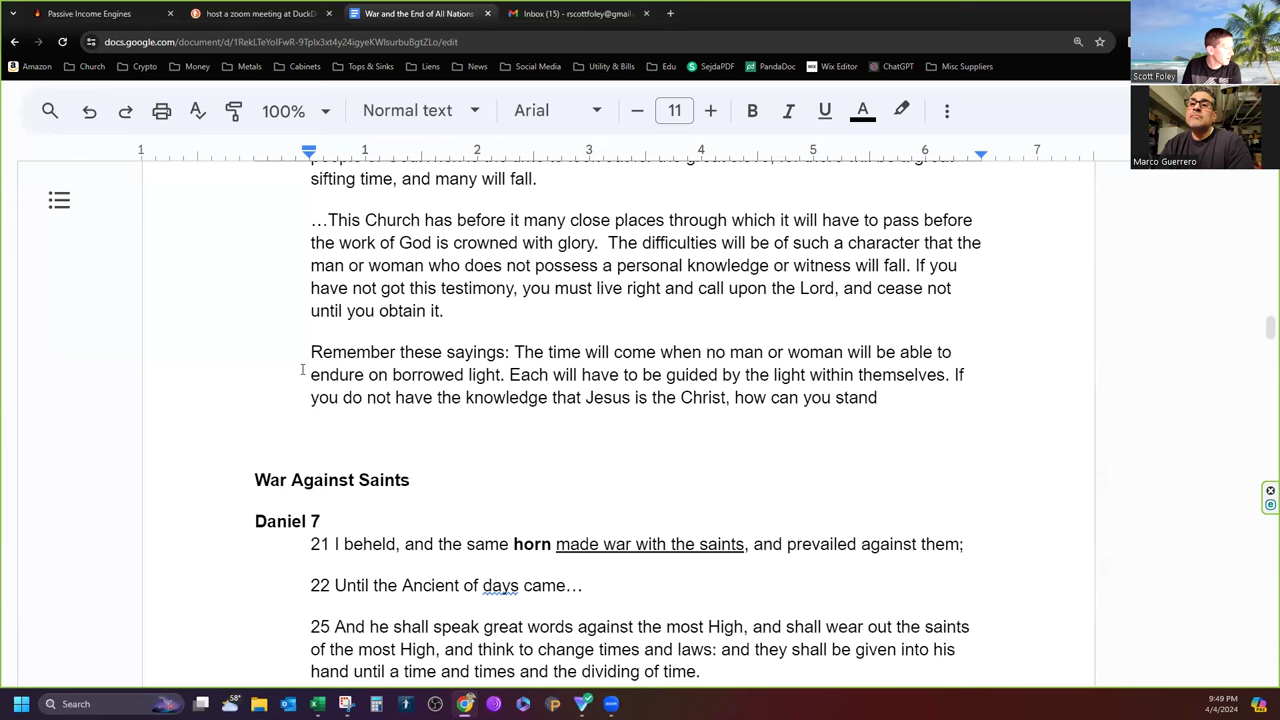 Passive Income Engines
host a zoom meeting at DuckD
War and the End of All Nations
Inbox (15) - rscottfoley@gmail.
docs.google.com/document/d/1RekLTeYoIFwR-9Tplx3xt4y24igyeKWlsurbuBgtZLo/edit
Amazon Church Crypto Money Metals Cabinets Tops & Sinks Liens News Social Media Utility & Bills Edu SejdaPDF PandaDoc Wix Editor ChatGPT Misc Suppliers
Scott Foley
Marco Guerrero
100% Normal text Arial 11 B I U A
1 1 2 3 4 5 6 7
sifting time, and many will fall.
…This Church has before it many close places through which it will have to pass before
the work of God is crowned with glory. The difficulties will be of such a character that the
man or woman who does not possess a personal knowledge or witness will fall. If you
have not got this testimony, you must live right and call upon the Lord, and cease not
until you obtain it.
Remember these sayings: The time will come when no man or woman will be able to
endure on borrowed light. Each will have to be guided by the light within themselves. If
you do not have the knowledge that Jesus is the Christ, how can you stand
War Against Saints
Daniel 7
21 I beheld, and the same horn made war with the saints, and prevailed against them;
22 Until the Ancient of days came…
25 And he shall speak great words against the most High, and shall wear out the saints
of the most High, and think to change times and laws: and they shall be given into his
hand until a time and times and the dividing of time.
Search
58°
9:49 PM
4/4/2024